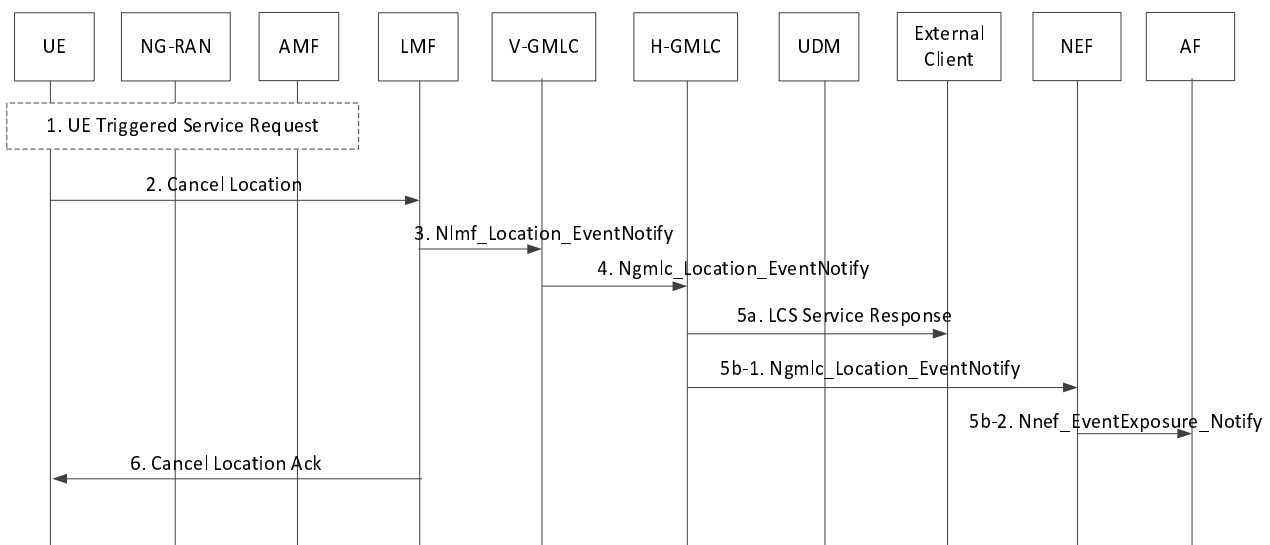 UE
NG-RAN
AMF
LMF
V-GMLC
H-GMLC
UDM
External
Client
NEF
AF
1. UE Triggered Service Request
2. Cancel Location
3. Nlmf_Location_EventNotify
4. Ngmlc_Location_EventNotify
5a. LCS Service Response
5b-1. Ngmlc_Location_EventNotify
5b-2. Nnef_EventExposure_Notify
6. Cancel Location Ack